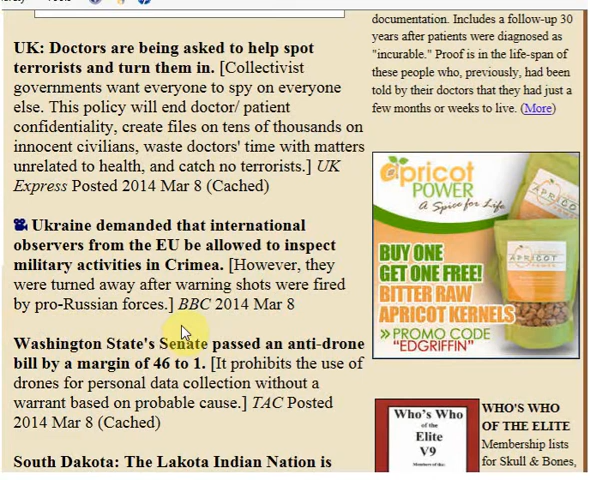 UK: Doctors are being asked to help spot
terrorists and turn them in. [Collectivist
governments want everyone to spy on everyone
else. This policy will end doctor/ patient
confidentiality, create files on tens of thousands on
innocent civilians, waste doctors' time with matters
unrelated to health, and catch no terrorists.] UK
Express Posted 2014 Mar 8 (Cached)
Ukraine demanded that international
observers from the EU be allowed to inspect
military activities in Crimea. [However, they
were turned away after warning shots were fired
by pro-Russian forces.] BBC 2014 Mar 8
Washington State's Senate passed an anti-drone
bill by a margin of 46 to 1. [It prohibits the use of
drones for personal data collection without a
warrant based on probable cause.] TAC Posted
2014 Mar 8 (Cached)
South Dakota: The Lakota Indian Nation is
documentation. Includes a follow-up 30
years after patients were diagnosed as
"incurable." Proof is in the life-span of
these people who, previously, had been
told by their doctors that they had just a
few months or weeks to live. (More)
apricot
POWER
A Spice for Life
BUY ONE
GET ONE FREE!
BITTER RAW
APRICOT KERNELS
» PROMO CODE
"EDGRIFFIN"
APRICOT
Who's Who
of the
Elite
V9
Members of the:
WHO'S WHO
OF THE ELITE
Membership lists
for Skull & Bones,